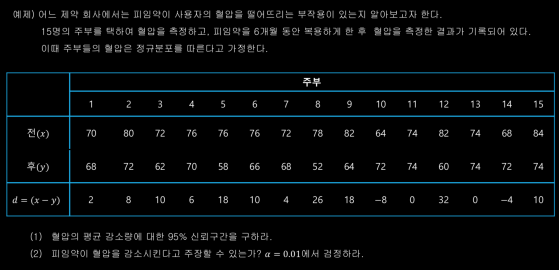 예제) 어느 제약 회사에서는 피임약이 사용자의 혈압을 떨어뜨리는 부작용이 있는지 알아보고자 한다.
15명의 주부를 택하여 혈압을 측정하고, 피임약을 6개월 동안 복용하게 한 후 혈압을 측정한 결과가 기록되어 있다.
이때 주부들의 혈압은 정규분포를 따른다고 가정한다.
주부
1 2 3 4 5 6 7 8 9 10 11 12 13 14 15
전(x) 70 80 72 76 76 76 72 78 82 64 74 82 74 68 84
후(y) 68 72 62 70 58 66 68 52 64 72 74 60 74 72 74
d = (x − y) 2 8 10 6 18 10 4 26 18 −8 0 32 0 −4 10
(1) 혈압의 평균 감소량에 대한 95% 신뢰구간을 구하라.
(2) 피임약이 혈압을 감소시킨다고 주장할 수 있는가? α = 0.01에서 검정하라.